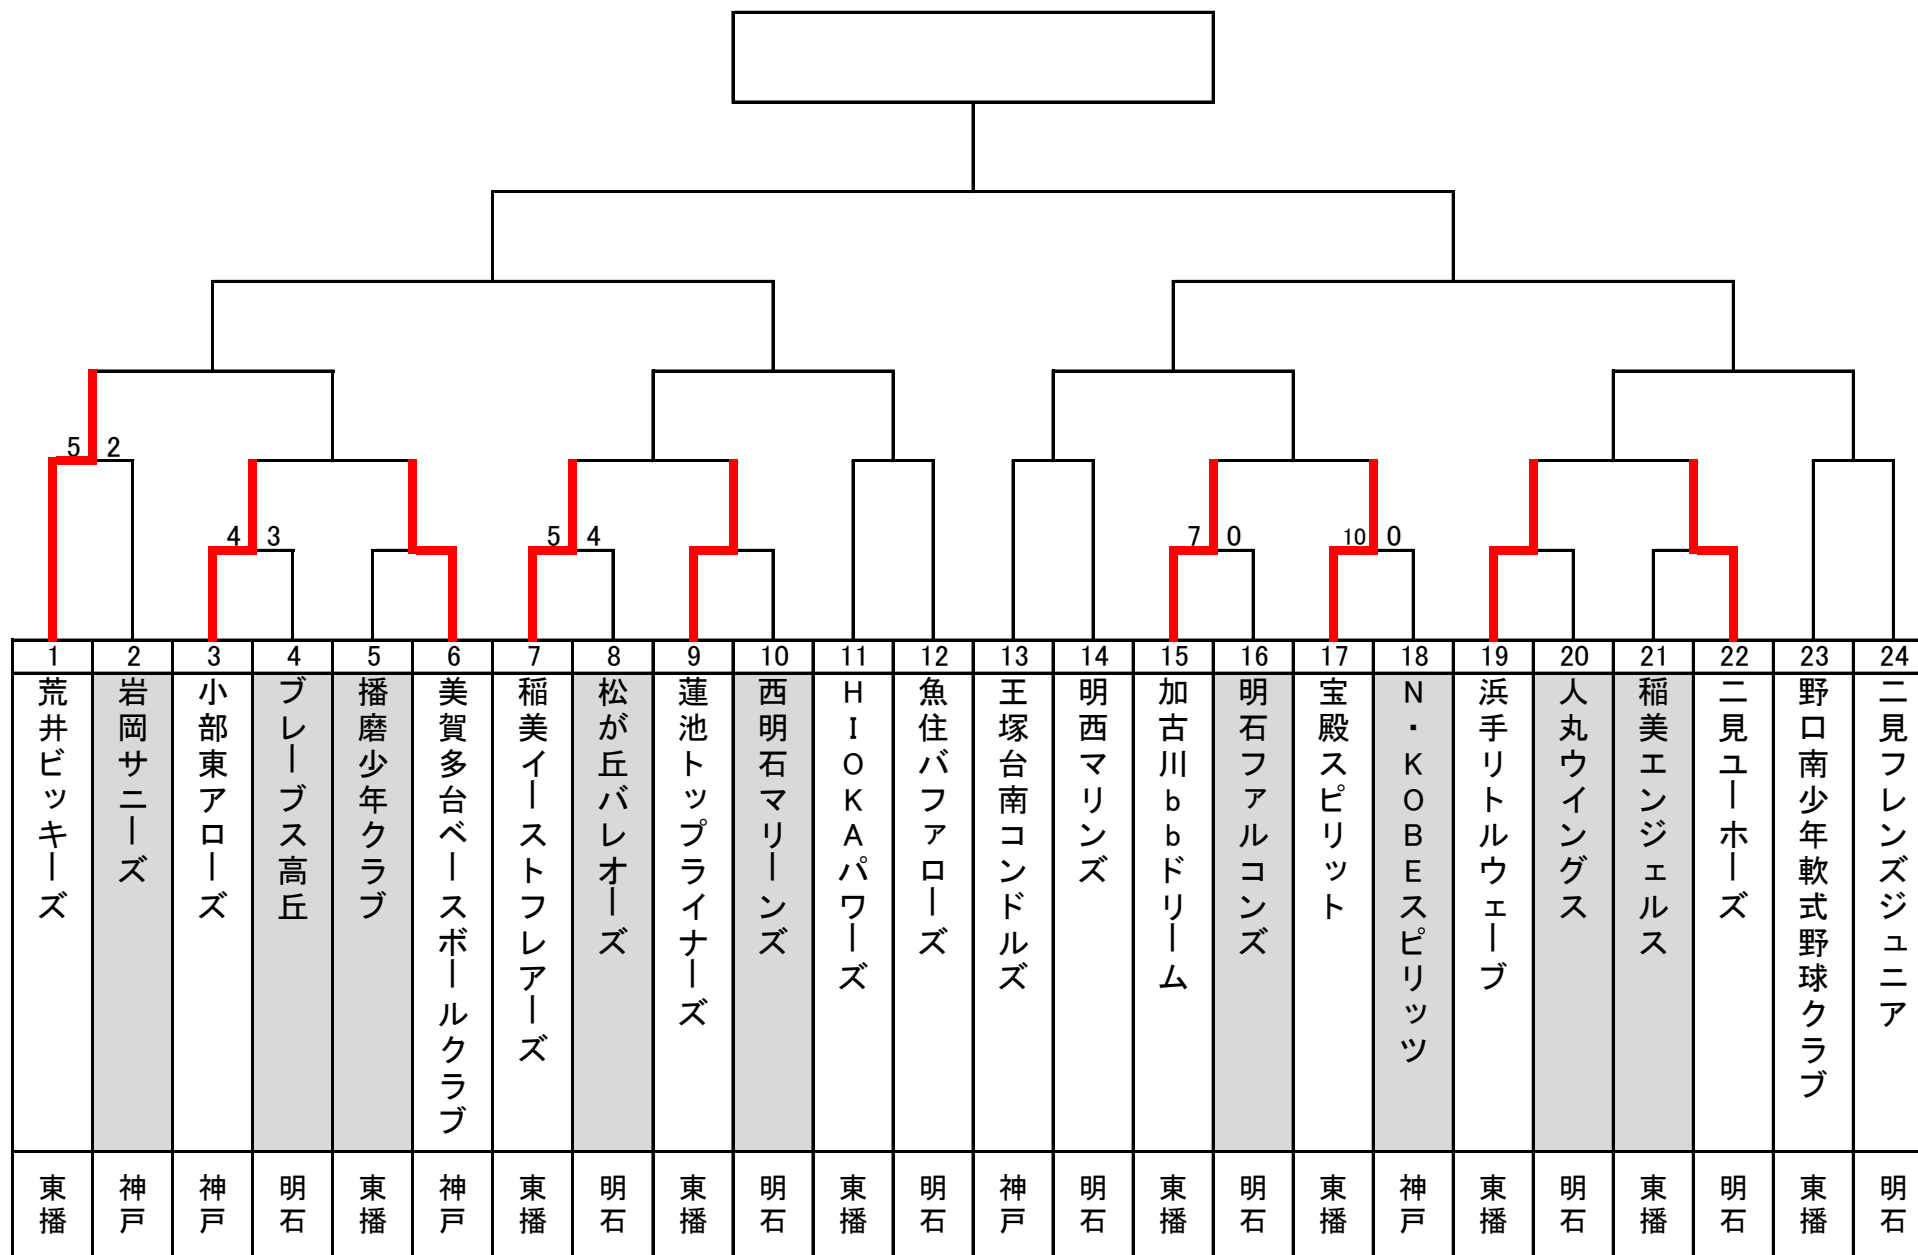 5 2
4 3
5 4
7 0
10 0
1 2 3 4 5 6 7 8 9 10 11 12 13 14 15 16 17 18 19 20 21 22 23 24
荒井ビッキーズ
岩岡サニーズ
小部東アローズ
ブレーブス高丘
播磨少年クラブ
美賀多台ベースボールクラブ
稲美イーストフレアーズ
松が丘バレオーズ
蓮池トップライナーズ
西明石マリーンズ
HIOKAパワーズ
魚住バファローズ
王塚台南コンドルズ
明西マリンズ
加古川bbドリーム
明石ファルコンズ
宝殿スピリット
N・KOBEスピリッツ
浜手リトルウェーブ
人丸ウイングス
稲美エンジェルス
二見ユーホーズ
野口南少年軟式野球クラブ
二見フレンズジュニア
東播
神戸
神戸
明石
東播
神戸
東播
明石
東播
明石
東播
明石
神戸
明石
東播
明石
東播
神戸
東播
明石
東播
明石
東播
明石